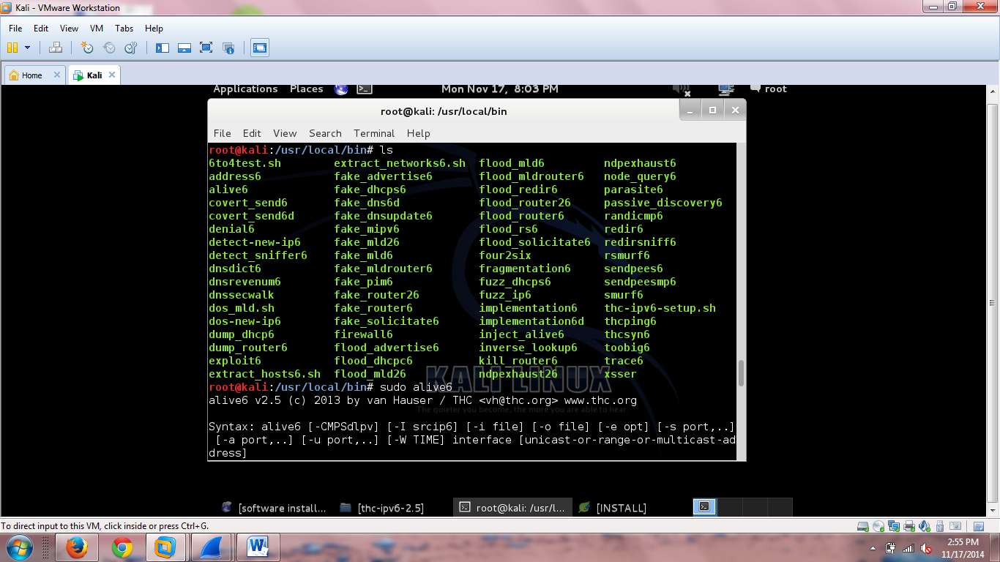 Kali - VMware Workstation
File Edit View VM Tabs Help
Home Kali
Applications Places Mon Nov 17, 8:03 PM root
root@kali: /usr/local/bin
File Edit View Search Terminal Help
root@kali:/usr/local/bin# ls
6to4test.sh extract_networks6.sh flood_mld6 ndpexhaust6
address6 fake_advertise6 flood_mldrouter6 node_query6
alive6 fake_dhcps6 flood_redir6 parasite6
covert_send6 fake_dns6d flood_router26 passive_discovery6
covert_send6d fake_dnsupdate6 flood_router6 randicmp6
denial6 fake_mipv6 flood_rs6 redir6
detect-new-ip6 fake_mld26 flood_solicitate6 redirsniff6
detect_sniffer6 fake_mld6 four2six rsmurf6
dnsdict6 fake_mldrouter6 fragmentation6 sendpees6
dnsrevenum6 fake_pim6 fuzz_dhcps6 sendpeesmp6
dnssecwalk fake_router26 fuzz_ip6 smurf6
dos_mld.sh fake_router6 implementation6 thc-ipv6-setup.sh
dos-new-ip6 fake_solicitate6 implementation6d thcping6
dump_dhcp6 firewall6 inject_alive6 thcsyn6
dump_router6 flood_advertise6 inverse_lookup6 toobig6
exploit6 flood_dhcpc6 kill_router6 trace6
extract_hosts6.sh flood_mld26 ndpexhaust26 xsser
KALI LINUX
root@kali:/usr/local/bin# sudo alive6
alive6 v2.5 (c) 2013 by van Hauser / THC <vh@thc.org> www.thc.org
The quieter you become, the more you are able to hear.
Syntax: alive6 [-CMPSdlpv] [-I srcip6] [-i file] [-o file] [-e opt] [-s port,..]
[-a port,..] [-u port,..] [-W TIME] interface [unicast-or-range-or-multicast-ad
dress]
[software install... [thc-ipv6-2.5] root@kali: /usr/l... [INSTALL]
To direct input to this VM, click inside or press Ctrl+G.
2:55 PM
11/17/2014